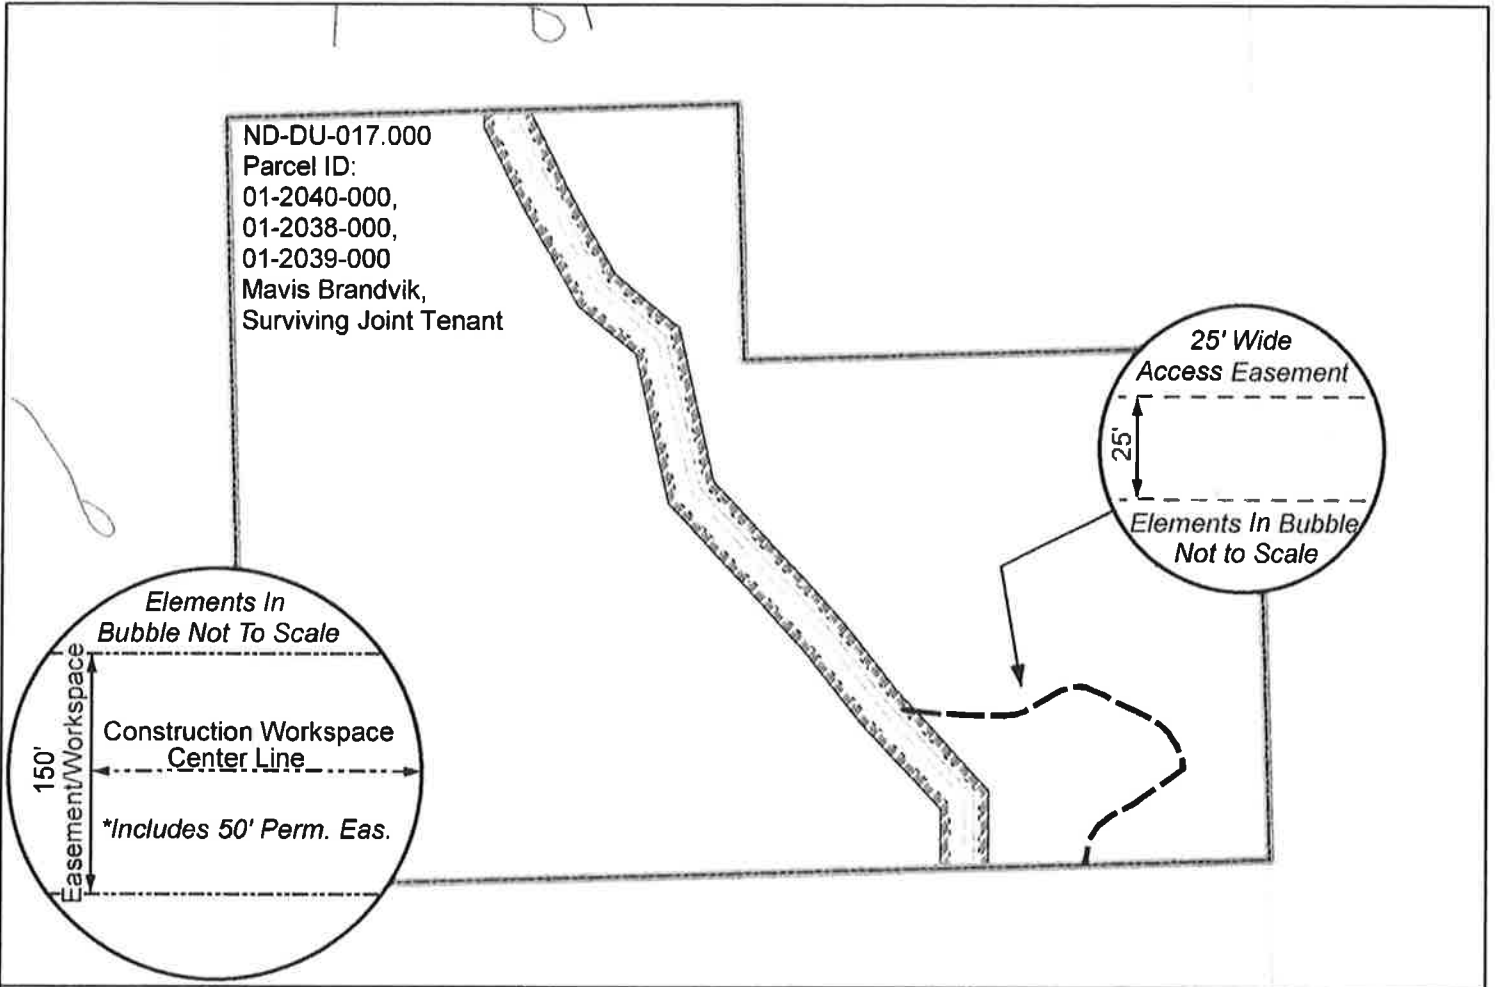 ND-DU-017.000
Parcel ID:
01-2040-000,
01-2038-000,
01-2039-000
Mavis Brandvik,
Surviving Joint Tenant
25' Wide
Access Easement
25'
Elements In Bubble
Not to Scale
Elements In
Bubble Not To Scale
150'
Easement/Workspace
Construction Workspace
Center Line
*Includes 50' Perm. Eas.